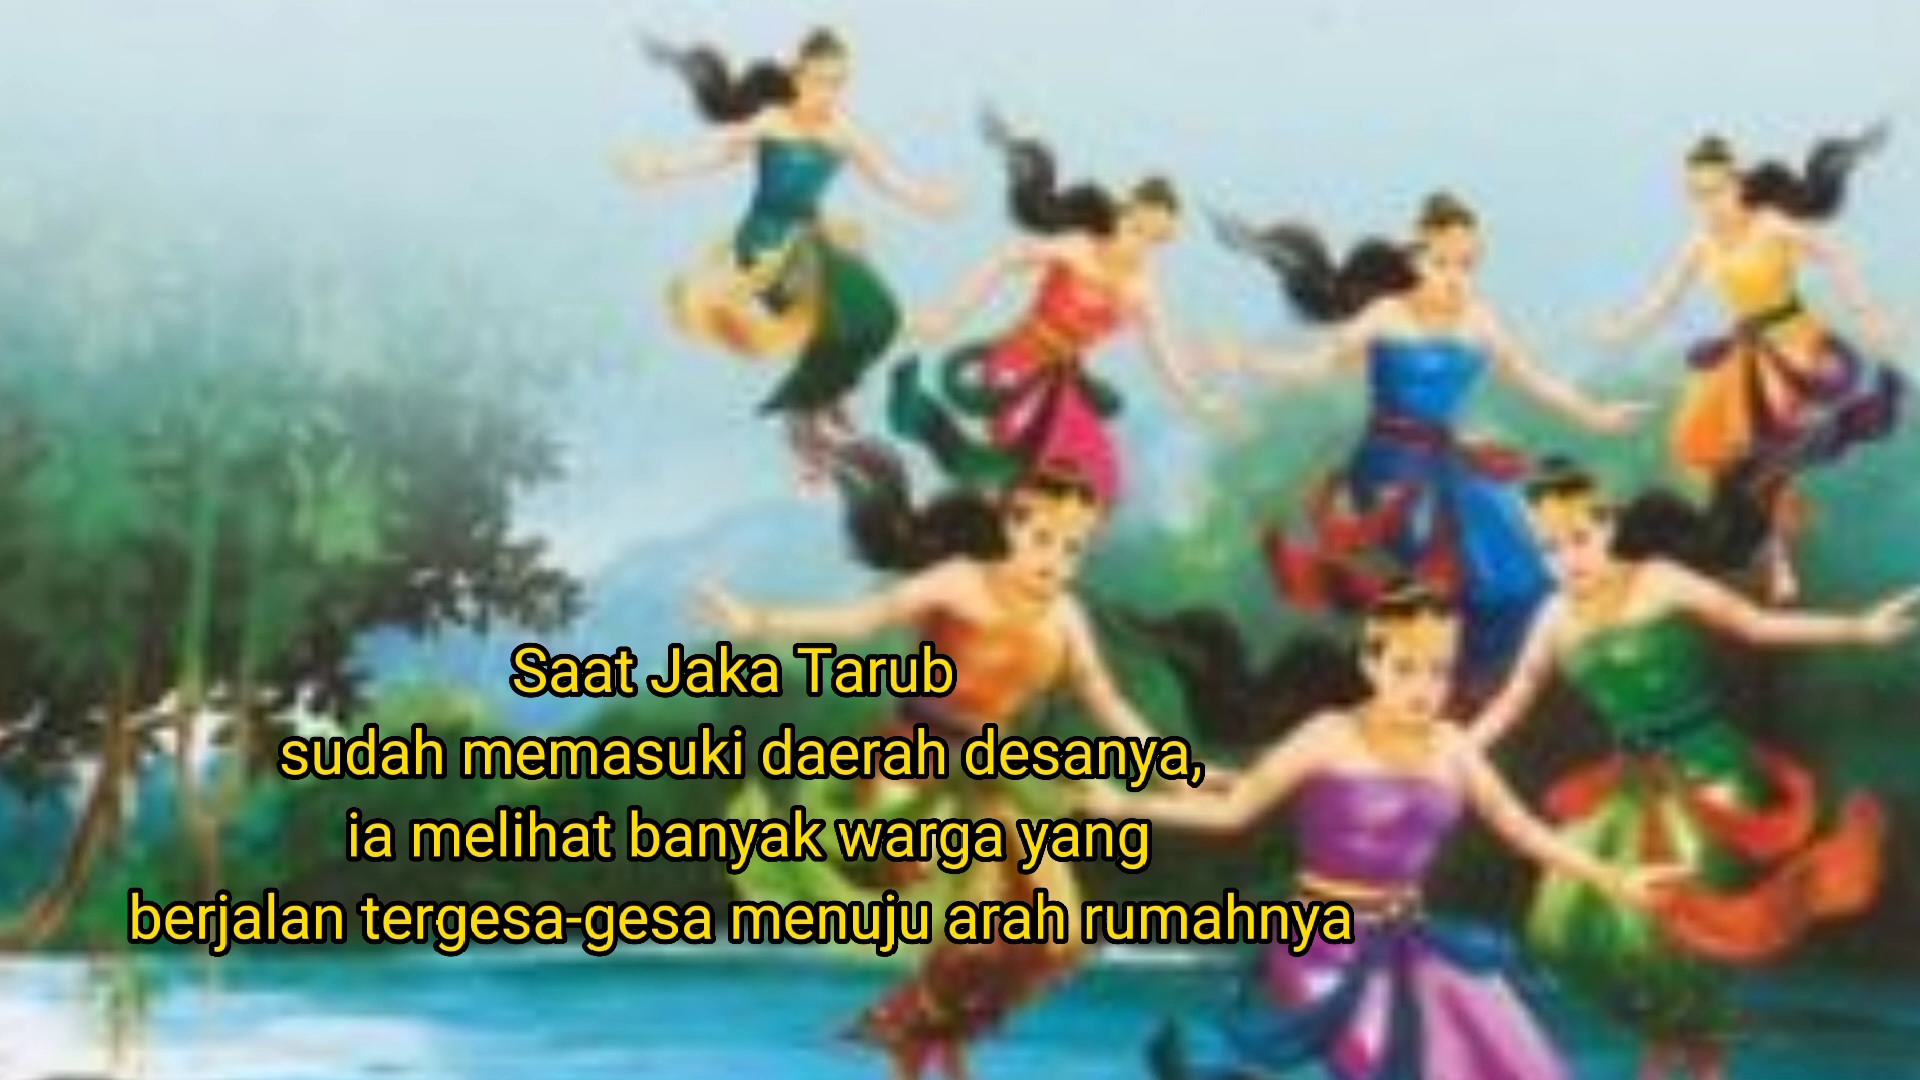 Saat Jaka Tarub
sudah memasuki daerah desanya,
ia melihat banyak warga yang
berjalan tergesa-gesa menuju arah rumahnya